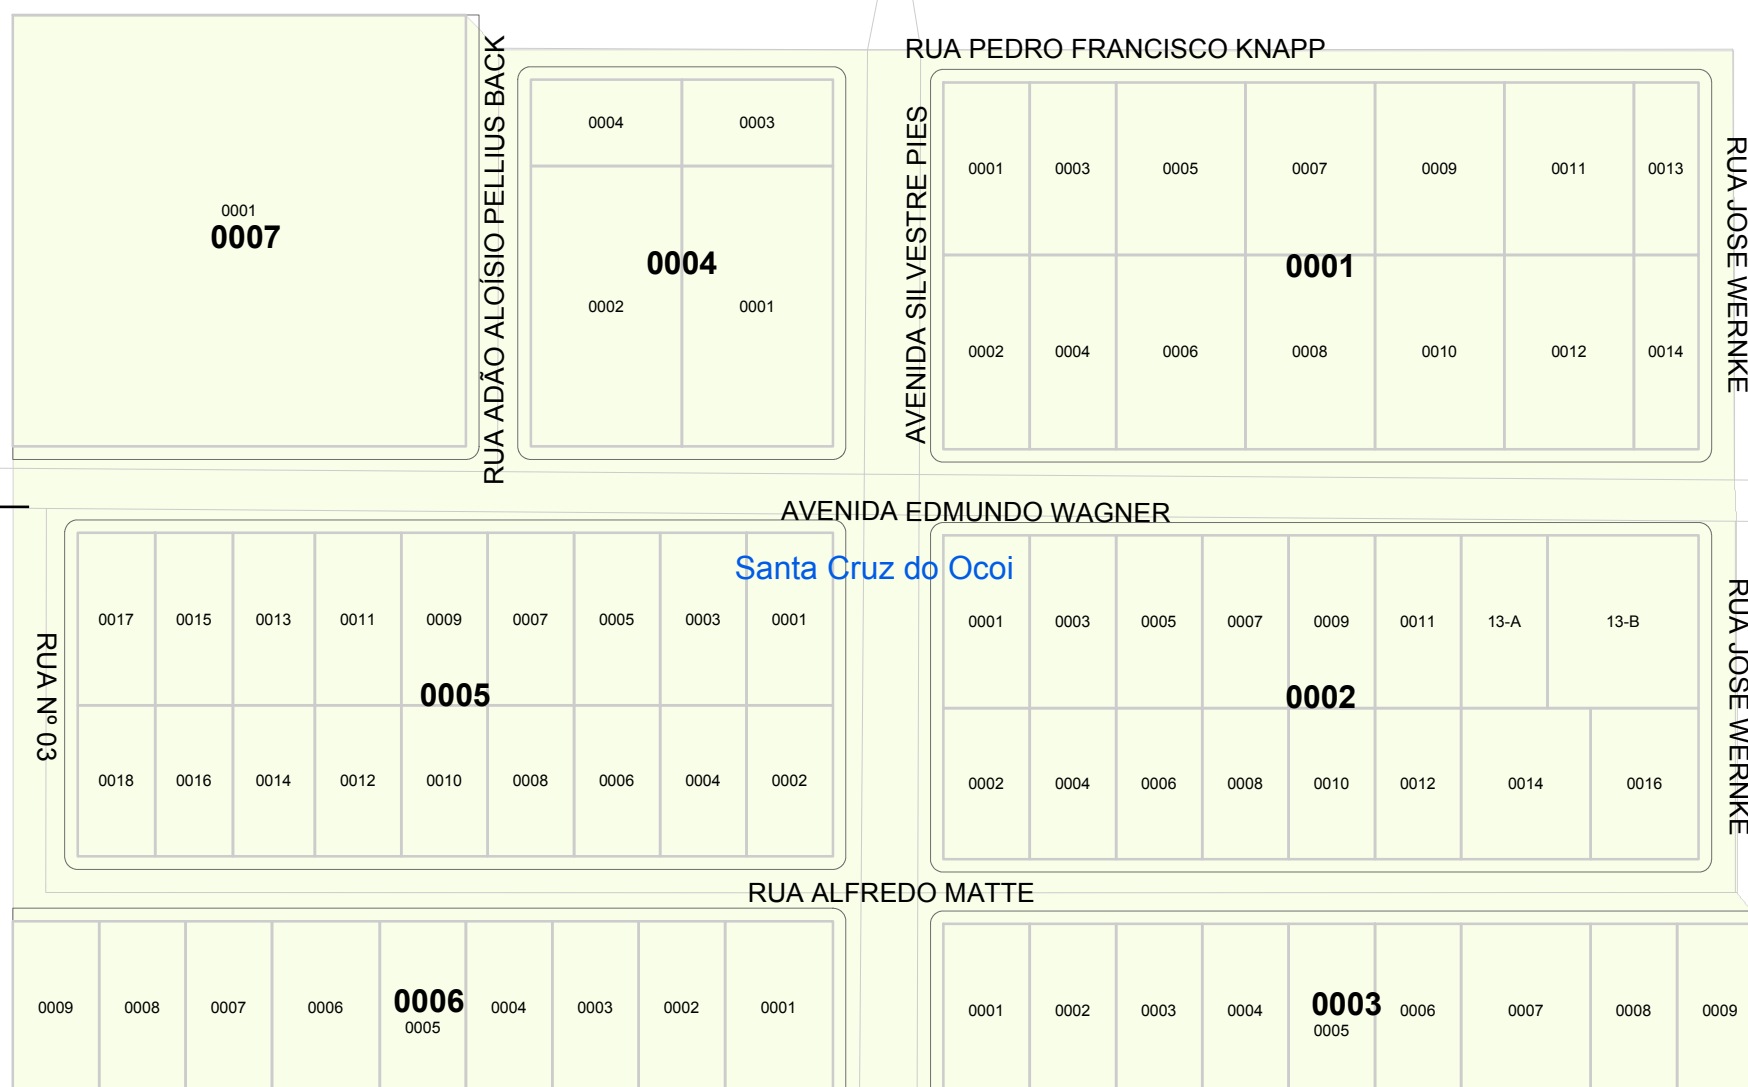 RUA PEDRO FRANCISCO KNAPP
RUA ADÃO ALOÍSIO PELLIUS BACK
AVENIDA SILVESTRE PIES
RUA JOSE WERNKE
0001
0007
0004 0003
0004
0002 0001
0001 0003 0005 0007 0009 0011 0013
0001
0002 0004 0006 0008 0010 0012 0014
AVENIDA EDMUNDO WAGNER
Santa Cruz do Ocoi
RUA Nº 03
0017 0015 0013 0011 0009 0007 0005 0003 0001
0005
0018 0016 0014 0012 0010 0008 0006 0004 0002
0001 0003 0005 0007 0009 0011 13-A 13-B
0002
0002 0004 0006 0008 0010 0012 0014 0016
RUA JOSE WERNKE
RUA ALFREDO MATTE
0006
0009 0008 0007 0006 0005 0004 0003 0002 0001
0003
0001 0002 0003 0004 0005 0006 0007 0008 0009